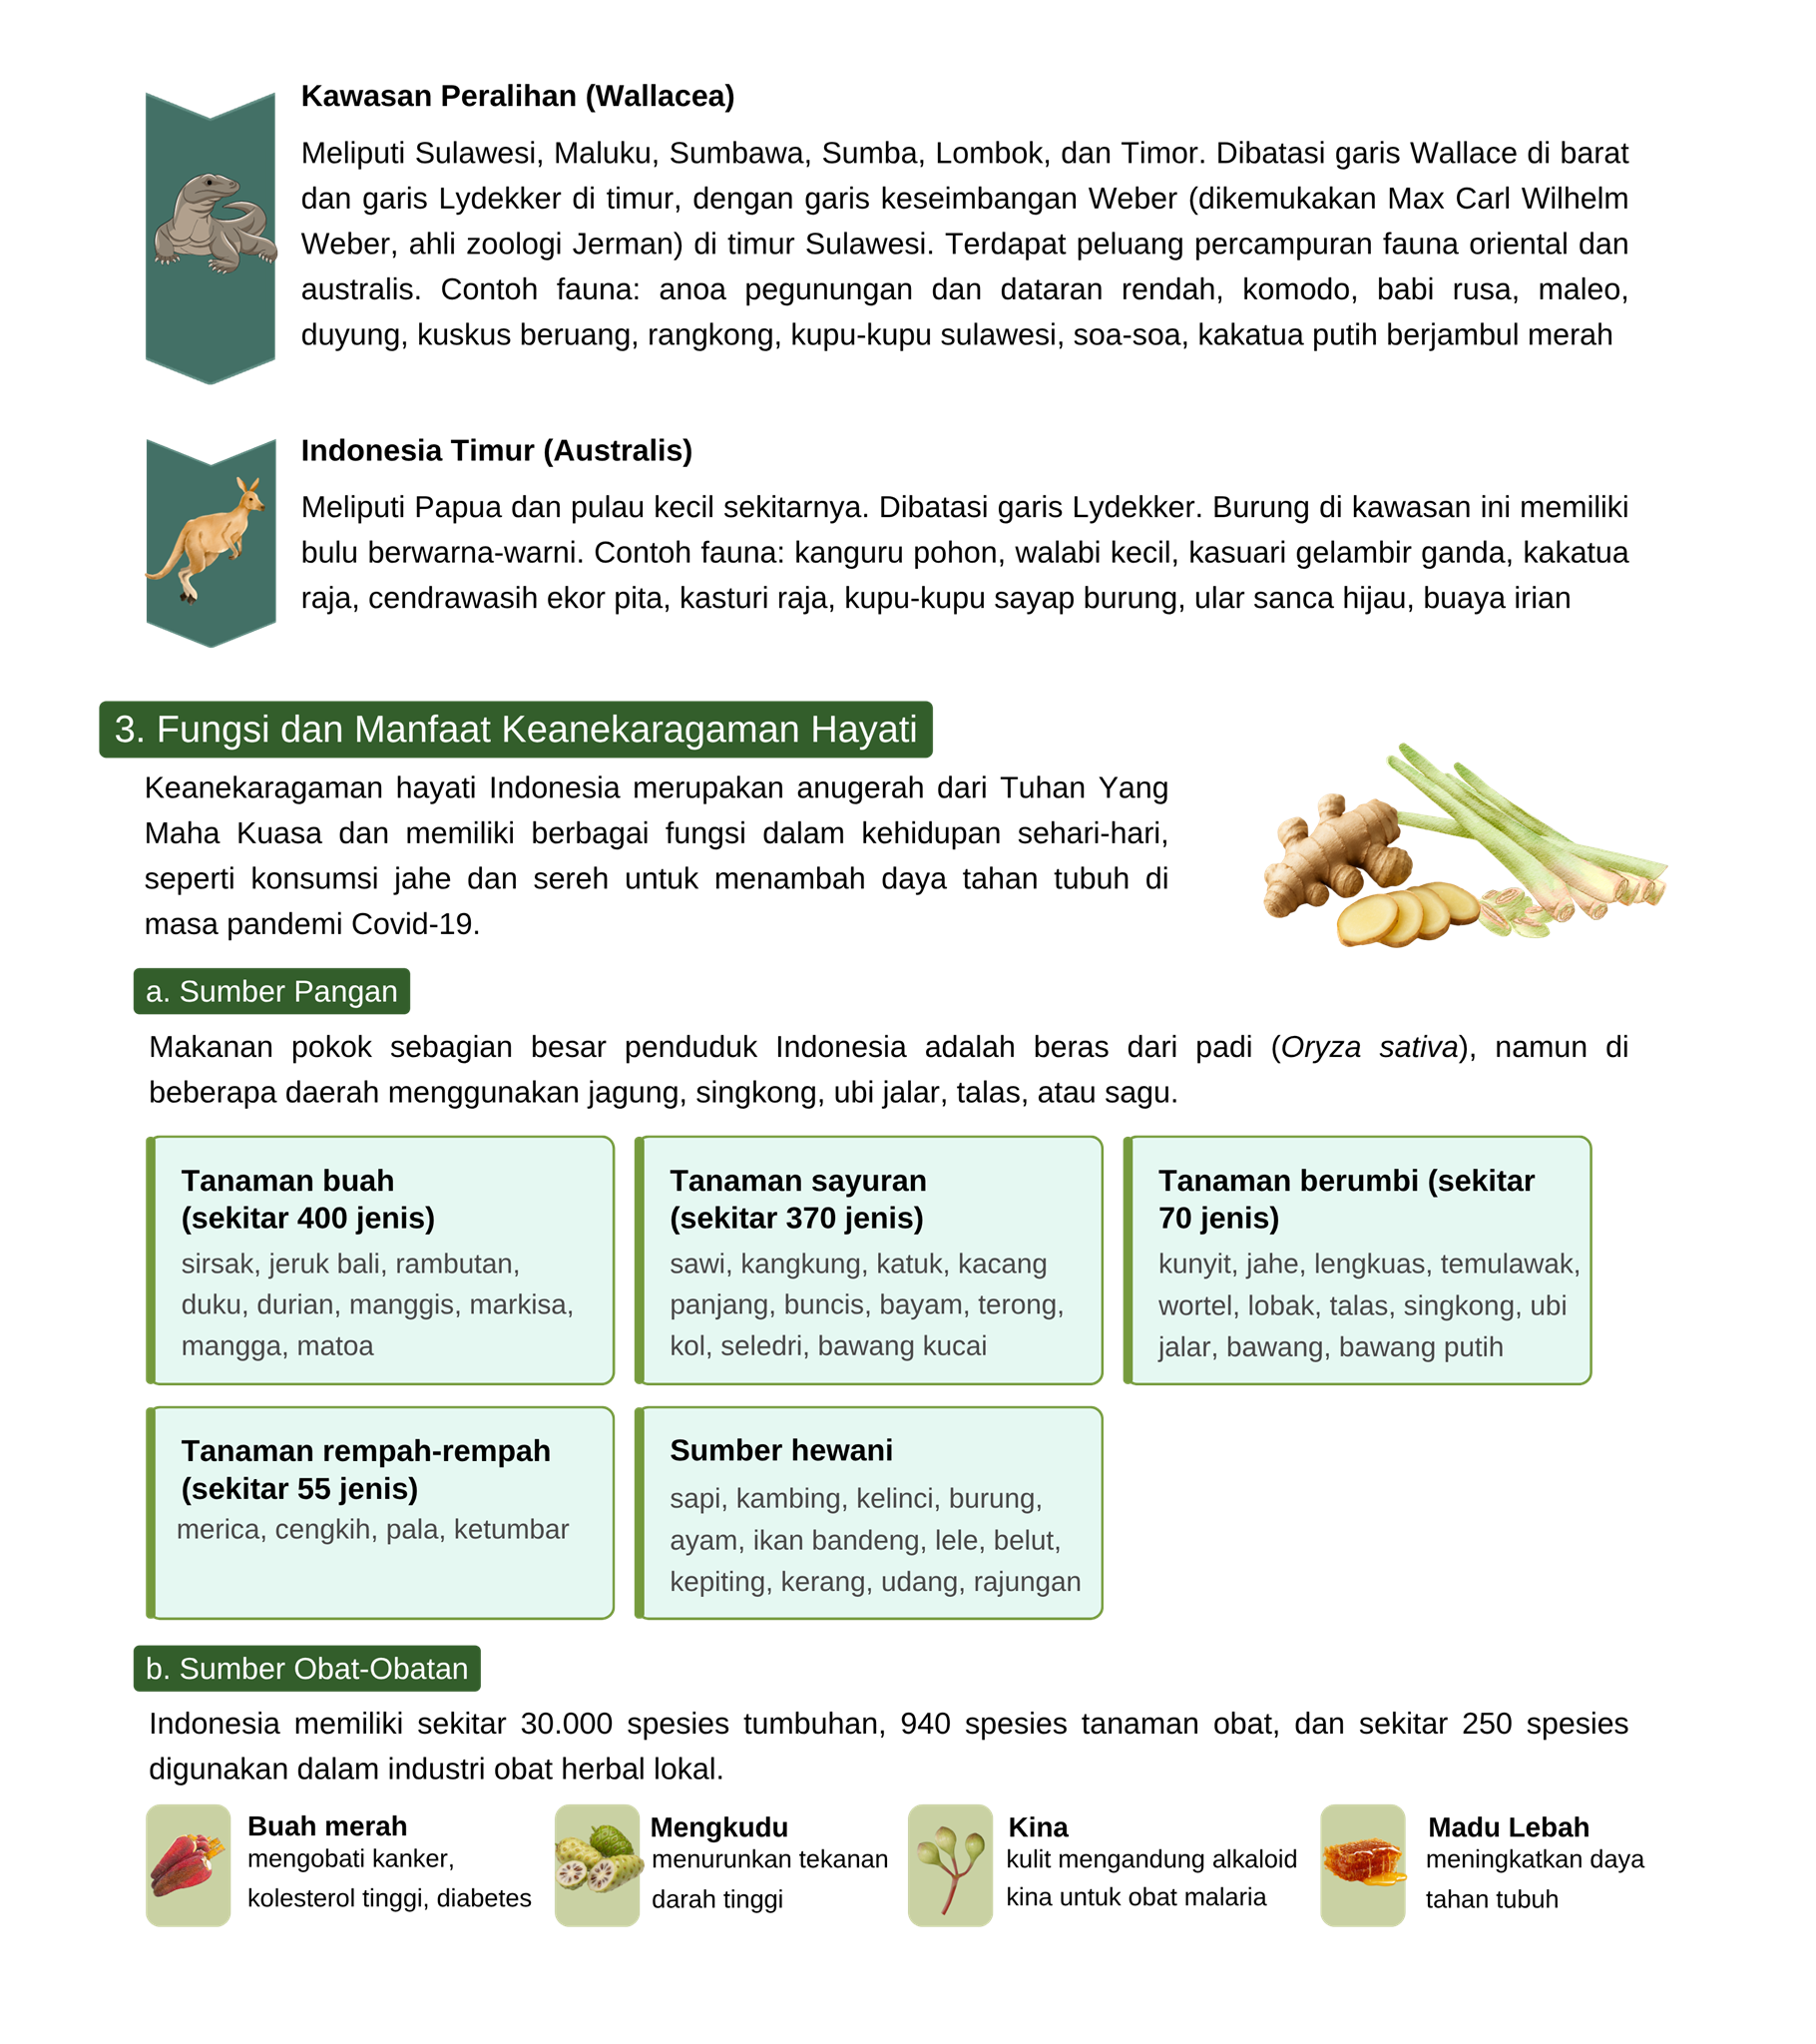 Kawasan Peralihan (Wallacea)
Meliputi Sulawesi, Maluku, Sumbawa, Sumba, Lombok, dan Timor. Dibatasi garis Wallace di barat
dan garis Lydekker di timur, dengan garis keseimbangan Weber (dikemukakan Max Carl Wilhelm
Weber, ahli zoologi Jerman) di timur Sulawesi. Terdapat peluang percampuran fauna oriental dan
australis. Contoh fauna: anoa pegunungan dan dataran rendah, komodo, babi rusa, maleo,
duyung, kuskus beruang, rangkong, kupu-kupu sulawesi, soa-soa, kakatua putih berjambul merah
Indonesia Timur (Australis)
Meliputi Papua dan pulau kecil sekitarnya. Dibatasi garis Lydekker. Burung di kawasan ini memiliki
bulu berwarna-warni. Contoh fauna: kanguru pohon, walabi kecil, kasuari gelambir ganda, kakatua
raja, cendrawasih ekor pita, kasturi raja, kupu-kupu sayap burung, ular sanca hijau, buaya irian
3. Fungsi dan Manfaat Keanekaragaman Hayati
Keanekaragaman hayati Indonesia merupakan anugerah dari Tuhan Yang
Maha Kuasa dan memiliki berbagai fungsi dalam kehidupan sehari-hari,
seperti konsumsi jahe dan sereh untuk menambah daya tahan tubuh di
masa pandemi Covid-19.
a. Sumber Pangan
Makanan pokok sebagian besar penduduk Indonesia adalah beras dari padi (Oryza sativa), namun di
beberapa daerah menggunakan jagung, singkong, ubi jalar, talas, atau sagu.
Tanaman buah
(sekitar 400 jenis)
sirsak, jeruk bali, rambutan,
duku, durian, manggis, markisa,
mangga, matoa
Tanaman sayuran
(sekitar 370 jenis)
sawi, kangkung, katuk, kacang
panjang, buncis, bayam, terong,
kol, seledri, bawang kucai
Tanaman berumbi (sekitar
70 jenis)
kunyit, jahe, lengkuas, temulawak,
wortel, lobak, talas, singkong, ubi
jalar, bawang, bawang putih
Tanaman rempah-rempah
(sekitar 55 jenis)
merica, cengkih, pala, ketumbar
Sumber hewani
sapi, kambing, kelinci, burung,
ayam, ikan bandeng, lele, belut,
kepiting, kerang, udang, rajungan
b. Sumber Obat-Obatan
Indonesia memiliki sekitar 30.000 spesies tumbuhan, 940 spesies tanaman obat, dan sekitar 250 spesies
digunakan dalam industri obat herbal lokal.
Buah merah
mengobati kanker,
kolesterol tinggi, diabetes
Mengkudu
menurunkan tekanan
darah tinggi
Kina
kulit mengandung alkaloid
kina untuk obat malaria
Madu Lebah
meningkatkan daya
tahan tubuh